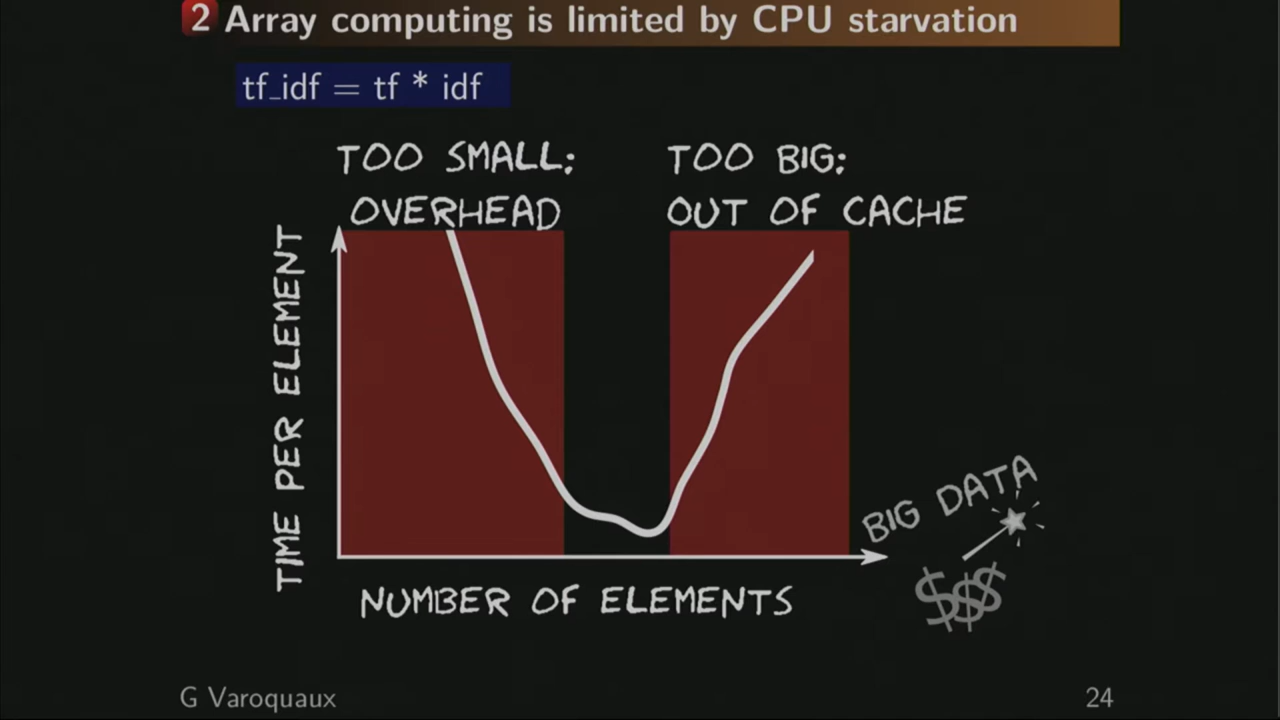 2 Array computing is limited by CPU starvation
tf_idf = tf * idf
TOO SMALL:
OVERHEAD
TOO BIG:
OUT OF CACHE
TIME PER ELEMENT
BIG DATA
$$$
NUMBER OF ELEMENTS
G Varoquaux
24